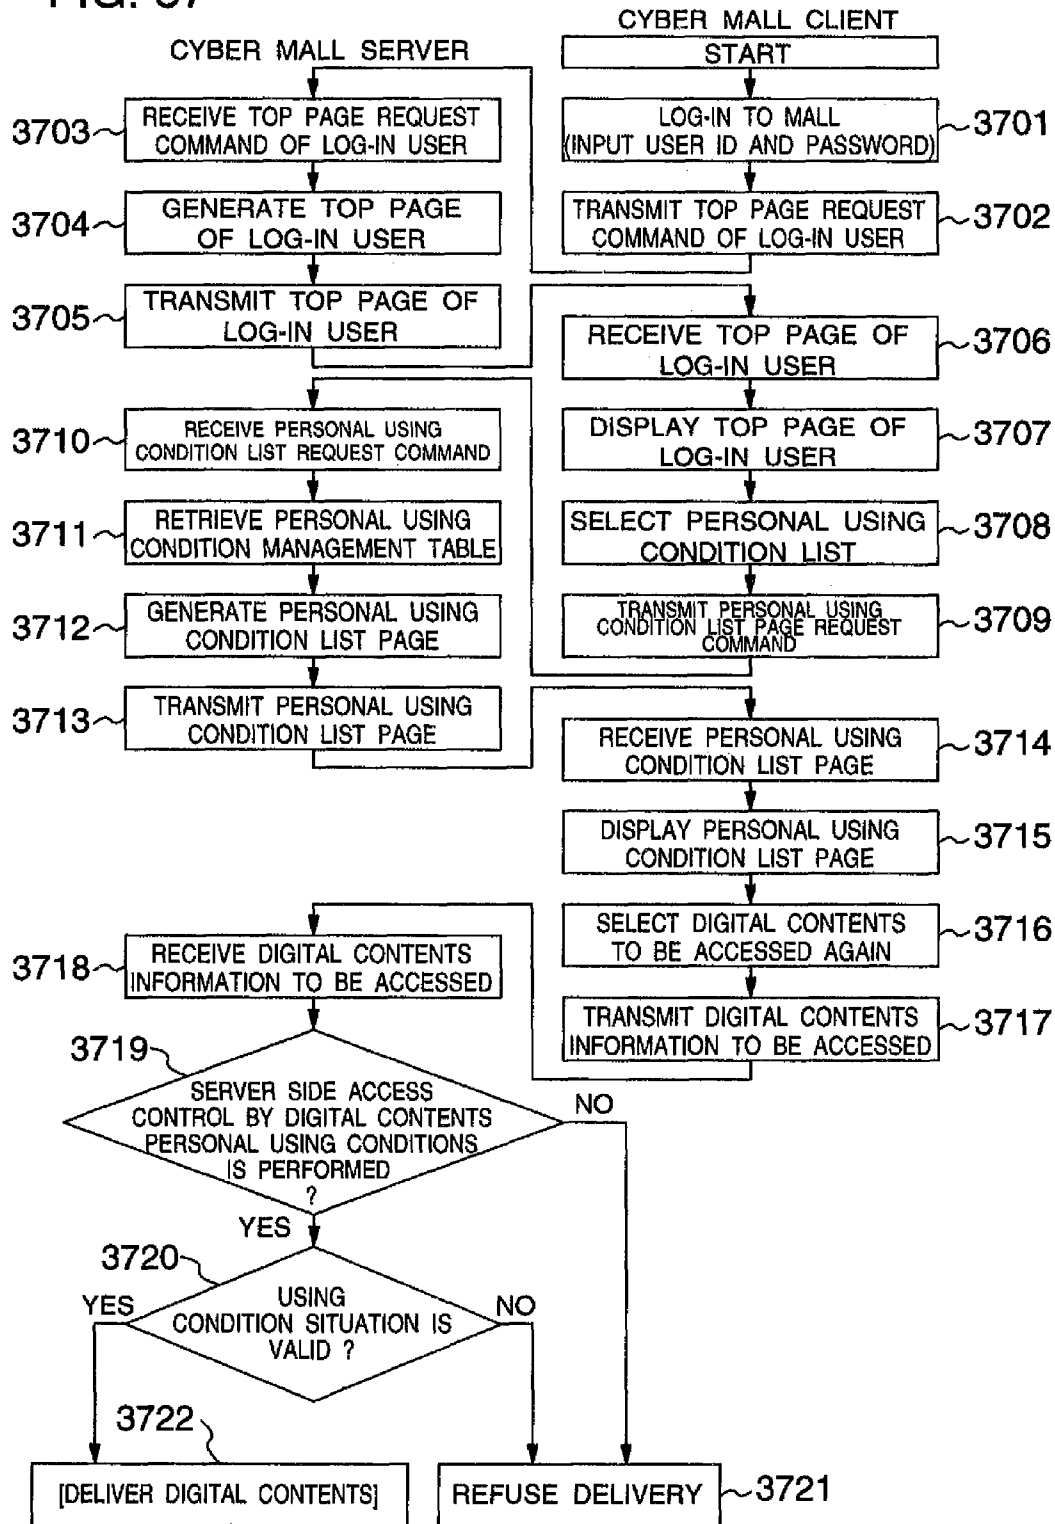 CYBER MALL CLIENT
START
CYBER MALL SERVER
3703
RECEIVE TOP PAGE REQUEST
COMMAND OF LOG-IN USER
LOG-IN TO MALL
(INPUT USER ID AND PASSWORD)
3701
3704
GENERATE TOP PAGE
OF LOG-IN USER
TRANSMIT TOP PAGE REQUEST
COMMAND OF LOG-IN USER
3702
3705
TRANSMIT TOP PAGE OF
LOG-IN USER
RECEIVE TOP PAGE OF
LOG-IN USER
3706
3710
RECEIVE PERSONAL USING
CONDITION LIST REQUEST COMMAND
DISPLAY TOP PAGE OF
LOG-IN USER
3707
3711
RETRIEVE PERSONAL USING
CONDITION MANAGEMENT TABLE
SELECT PERSONAL USING
CONDITION LIST
3708
3712
GENERATE PERSONAL USING
CONDITION LIST PAGE
TRANSMIT PERSONAL USING
CONDITION LIST PAGE REQUEST
COMMAND
3709
3713
TRANSMIT PERSONAL USING
CONDITION LIST PAGE
RECEIVE PERSONAL USING
CONDITION LIST PAGE
3714
DISPLAY PERSONAL USING
CONDITION LIST PAGE
3715
SELECT DIGITAL CONTENTS
TO BE ACCESSED AGAIN
3716
3718
RECEIVE DIGITAL CONTENTS
INFORMATION TO BE ACCESSED
TRANSMIT DIGITAL CONTENTS
INFORMATION TO BE ACCESSED
3717
3719
SERVER SIDE ACCESS
CONTROL BY DIGITAL CONTENTS
PERSONAL USING CONDITIONS
IS PERFORMED
?
NO
YES
3720
USING
CONDITION SITUATION IS
VALID ?
YES
NO
3722
[DELIVER DIGITAL CONTENTS]
REFUSE DELIVERY
3721